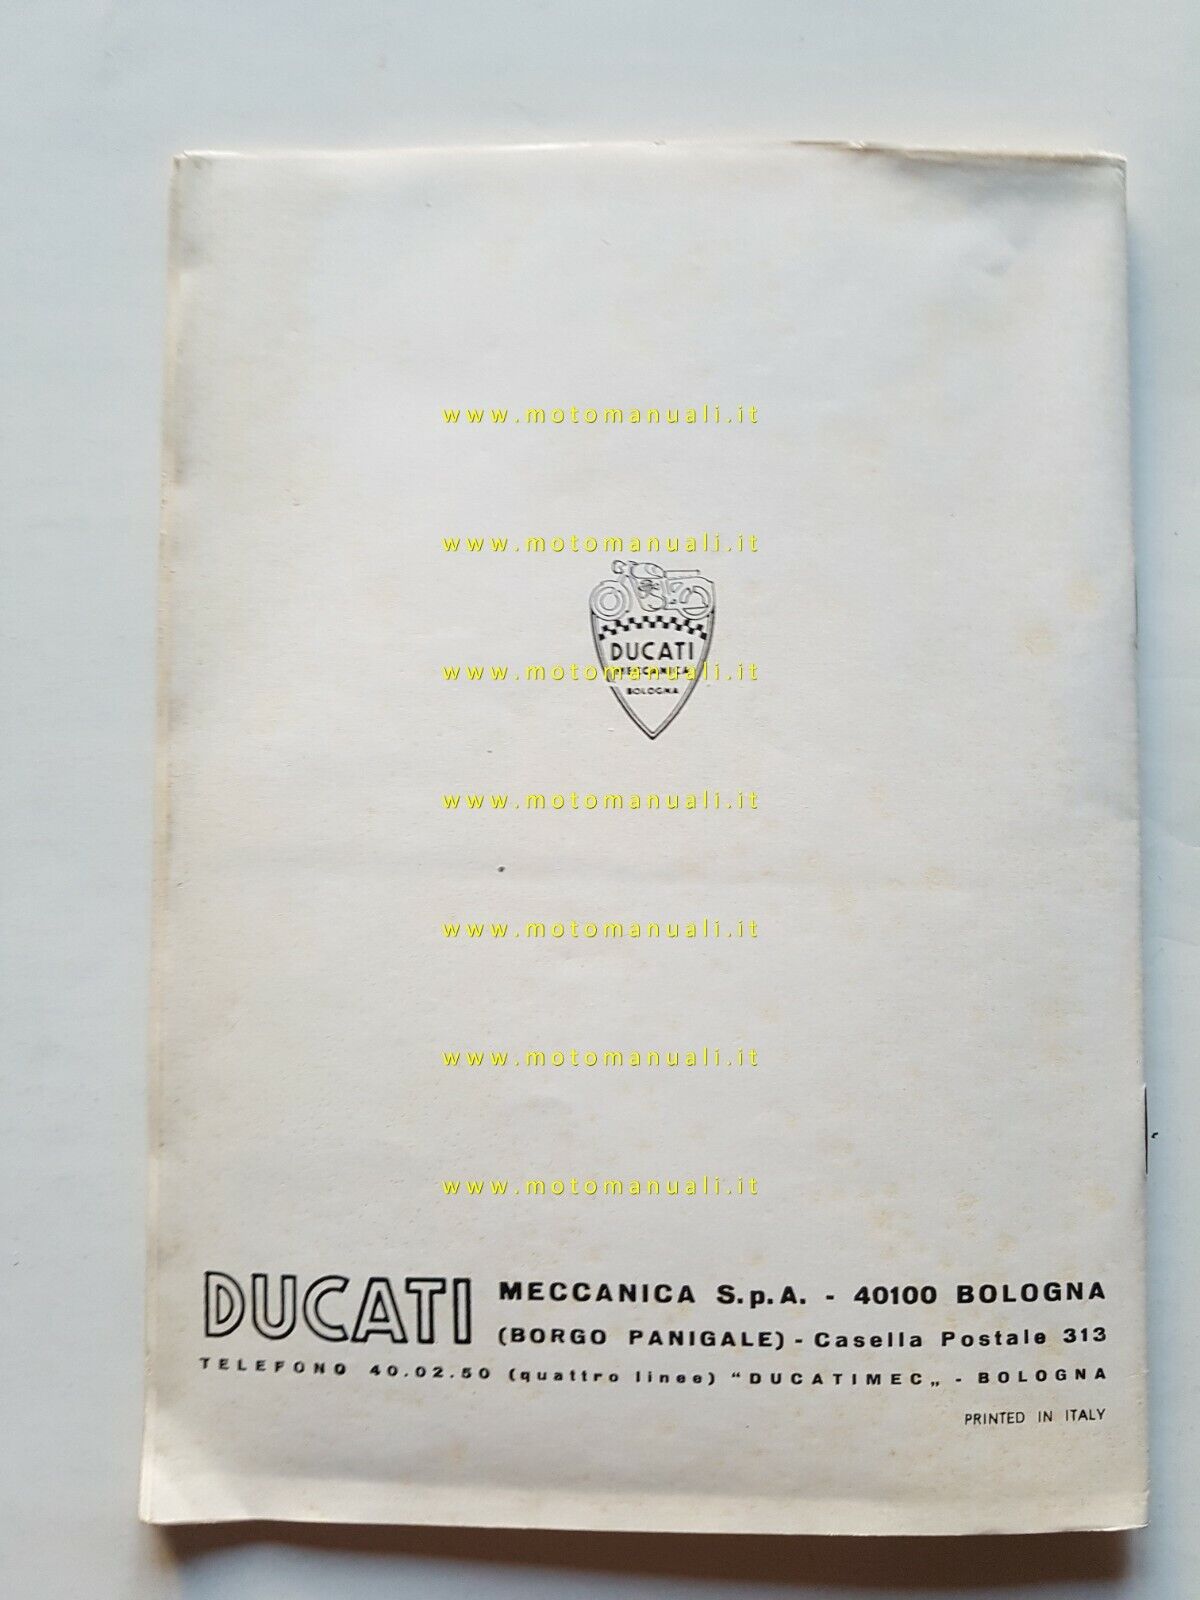 www.motomanuali.it
www.motomanuali.it
DUCATI
MECCANICA
www.motomanuali.it
BOLOGNA
www.motomanuali.it
www.motomanuali.it
www.motomanuali.it
www.motomanuali.it
DUCATI MECCANICA S.p.A. - 40100 BOLOGNA
(BORGO PANIGALE) - Casella Postale 313
TELEFONO 40.02.50 (quattro linee) "DUCATIMEC„ - BOLOGNA
PRINTED IN ITALY